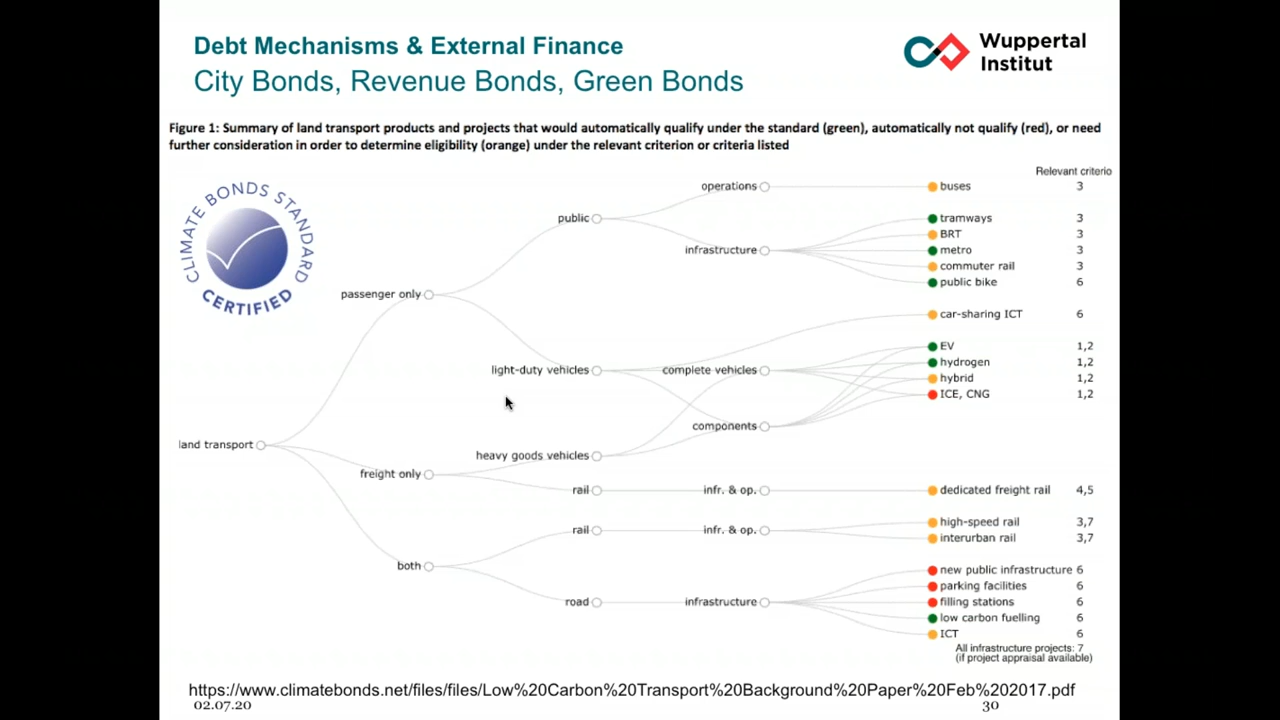 Debt Mechanisms & External Finance
City Bonds, Revenue Bonds, Green Bonds
Wuppertal
Institut
Figure 1: Summary of land transport products and projects that would automatically qualify under the standard (green), automatically not qualify (red), or need
further consideration in order to determine eligibility (orange) under the relevant criterion or criteria listed
CLIMATE BONDS STANDARD
CERTIFIED
Relevant criterio
operations
buses 3
public
tramways 3
BRT 3
infrastructure
metro 3
commuter rail 3
public bike 6
passenger only
car-sharing ICT 6
EV 1,2
hydrogen 1,2
light-duty vehicles
complete vehicles
hybrid 1,2
ICE, CNG 1,2
components
land transport
heavy goods vehicles
freight only
rail
infr. & op.
dedicated freight rail 4,5
high-speed rail 3,7
rail
infr. & op.
interurban rail 3,7
both
new public infrastructure 6
parking facilities 6
road
infrastructure
filling stations 6
low carbon fuelling 6
ICT 6
All infrastructure projects: 7
(if project appraisal available)
https://www.climatebonds.net/files/files/Low%20Carbon%20Transport%20Background%20Paper%20Feb%202017.pdf
02.07.20
30